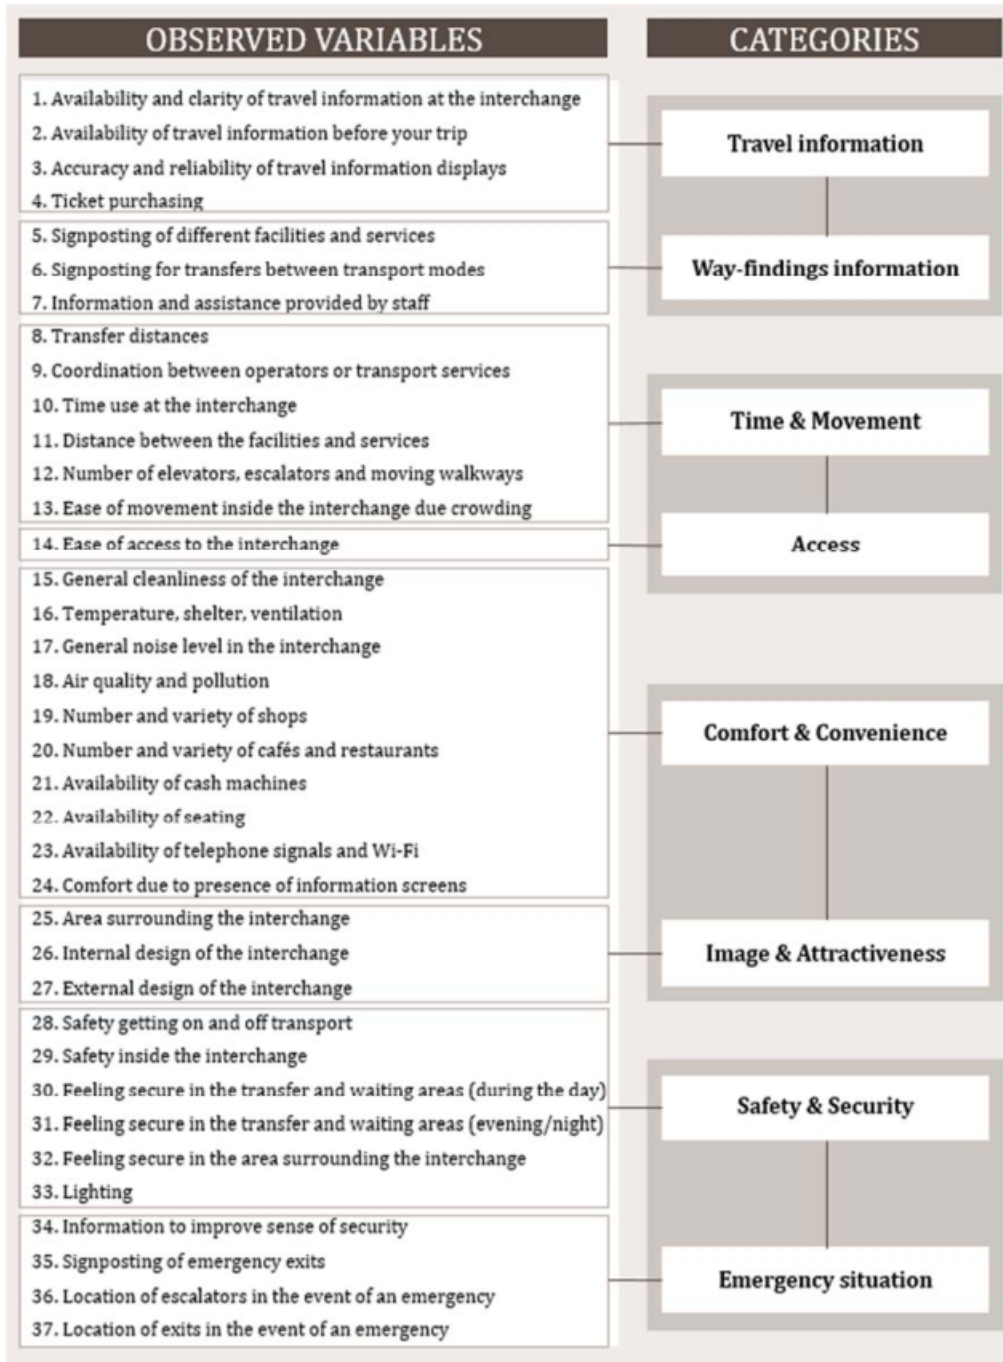 OBSERVED VARIABLES
CATEGORIES
1. Availability and clarity of travel information at the interchange
2. Availability of travel information before your trip
3. Accuracy and reliability of travel information displays
4. Ticket purchasing
Travel information
5. Signposting of different facilities and services
6. Signposting for transfers between transport modes
7. Information and assistance provided by staff
Way-findings information
8. Transfer distances
9. Coordination between operators or transport services
10. Time use at the interchange
11. Distance between the facilities and services
12. Number of elevators, escalators and moving walkways
13. Ease of movement inside the interchange due crowding
Time & Movement
14. Ease of access to the interchange
Access
15. General cleanliness of the interchange
16. Temperature, shelter, ventilation
17. General noise level in the interchange
18. Air quality and pollution
19. Number and variety of shops
20. Number and variety of cafés and restaurants
21. Availability of cash machines
22. Availability of seating
23. Availability of telephone signals and Wi-Fi
24. Comfort due to presence of information screens
Comfort & Convenience
25. Area surrounding the interchange
26. Internal design of the interchange
27. External design of the interchange
Image & Attractiveness
28. Safety getting on and off transport
29. Safety inside the interchange
30. Feeling secure in the transfer and waiting areas (during the day)
31. Feeling secure in the transfer and waiting areas (evening/night)
32. Feeling secure in the area surrounding the interchange
33. Lighting
Safety & Security
34. Information to improve sense of security
35. Signposting of emergency exits
36. Location of escalators in the event of an emergency
37. Location of exits in the event of an emergency
Emergency situation